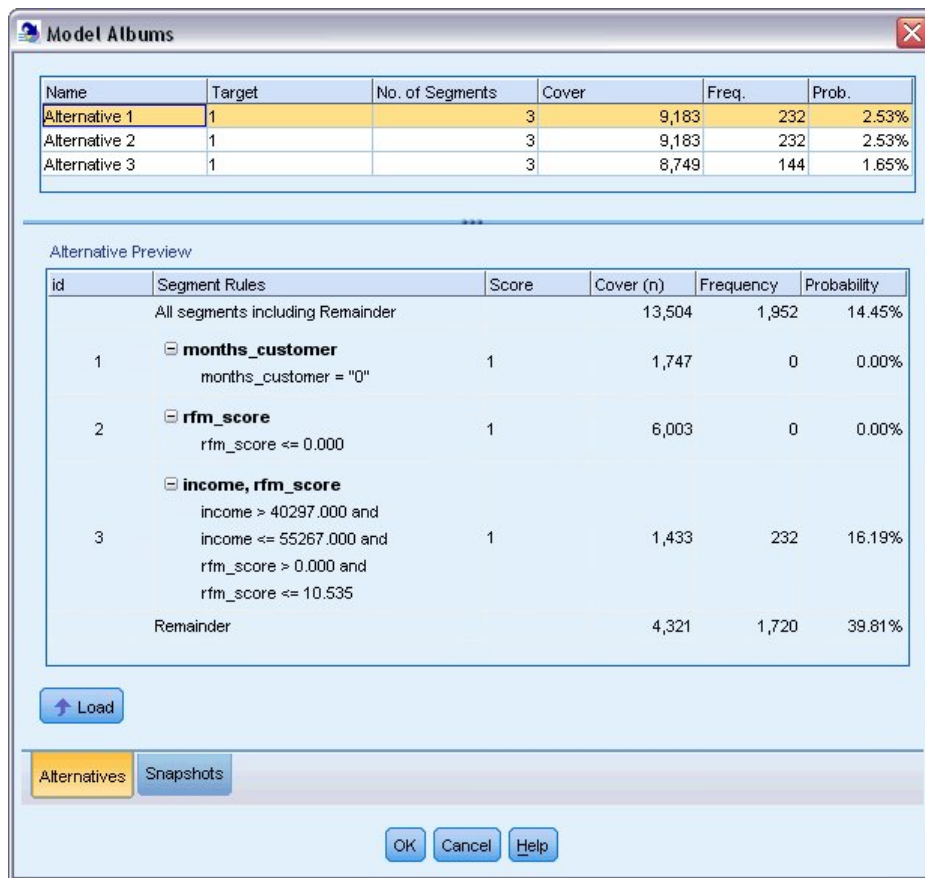 Model Albums
Name Target No. of Segments Cover Freq. Prob.
Alternative 1 1 3 9,183 232 2.53%
Alternative 2 1 3 9,183 232 2.53%
Alternative 3 1 3 8,749 144 1.65%
Alternative Preview
id Segment Rules Score Cover (n) Frequency Probability
All segments including Remainder 13,504 1,952 14.45%
months_customer
1 months_customer = "0" 1 1,747 0 0.00%
rfm_score
2 rfm_score <= 0.000 1 6,003 0 0.00%
income, rfm_score
income > 40297.000 and
3 income <= 55267.000 and 1 1,433 232 16.19%
rfm_score > 0.000 and
rfm_score <= 10.535
Remainder 4,321 1,720 39.81%
Load
Alternatives Snapshots
OK Cancel Help